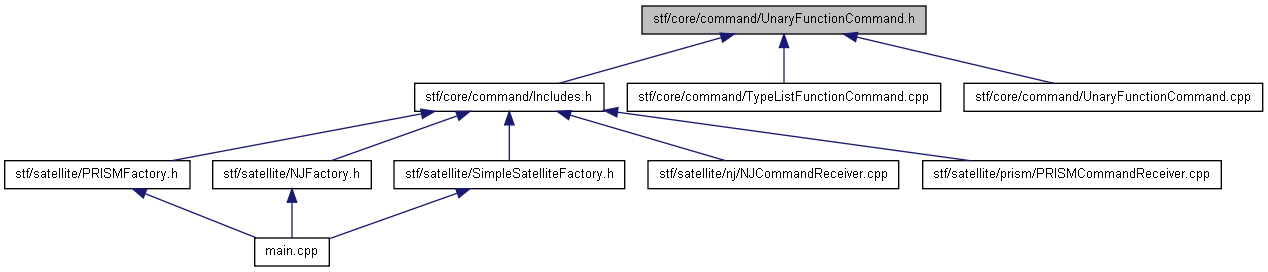 stf/core/command/UnaryFunctionCommand.h
stf/core/command/Includes.h
stf/core/command/TypeListFunctionCommand.cpp
stf/core/command/UnaryFunctionCommand.cpp
stf/satellite/PRISMFactory.h
stf/satellite/NJFactory.h
stf/satellite/SimpleSatelliteFactory.h
stf/satellite/nj/NJCommandReceiver.cpp
stf/satellite/prism/PRISMCommandReceiver.cpp
main.cpp